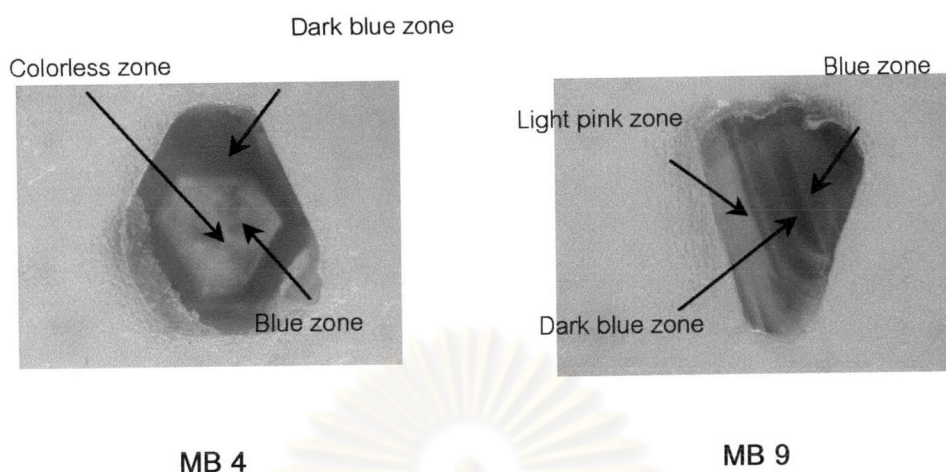 Dark blue zone
Colorless zone
Blue zone
Light pink zone
Blue zone
Dark blue zone
MB 4
MB 9